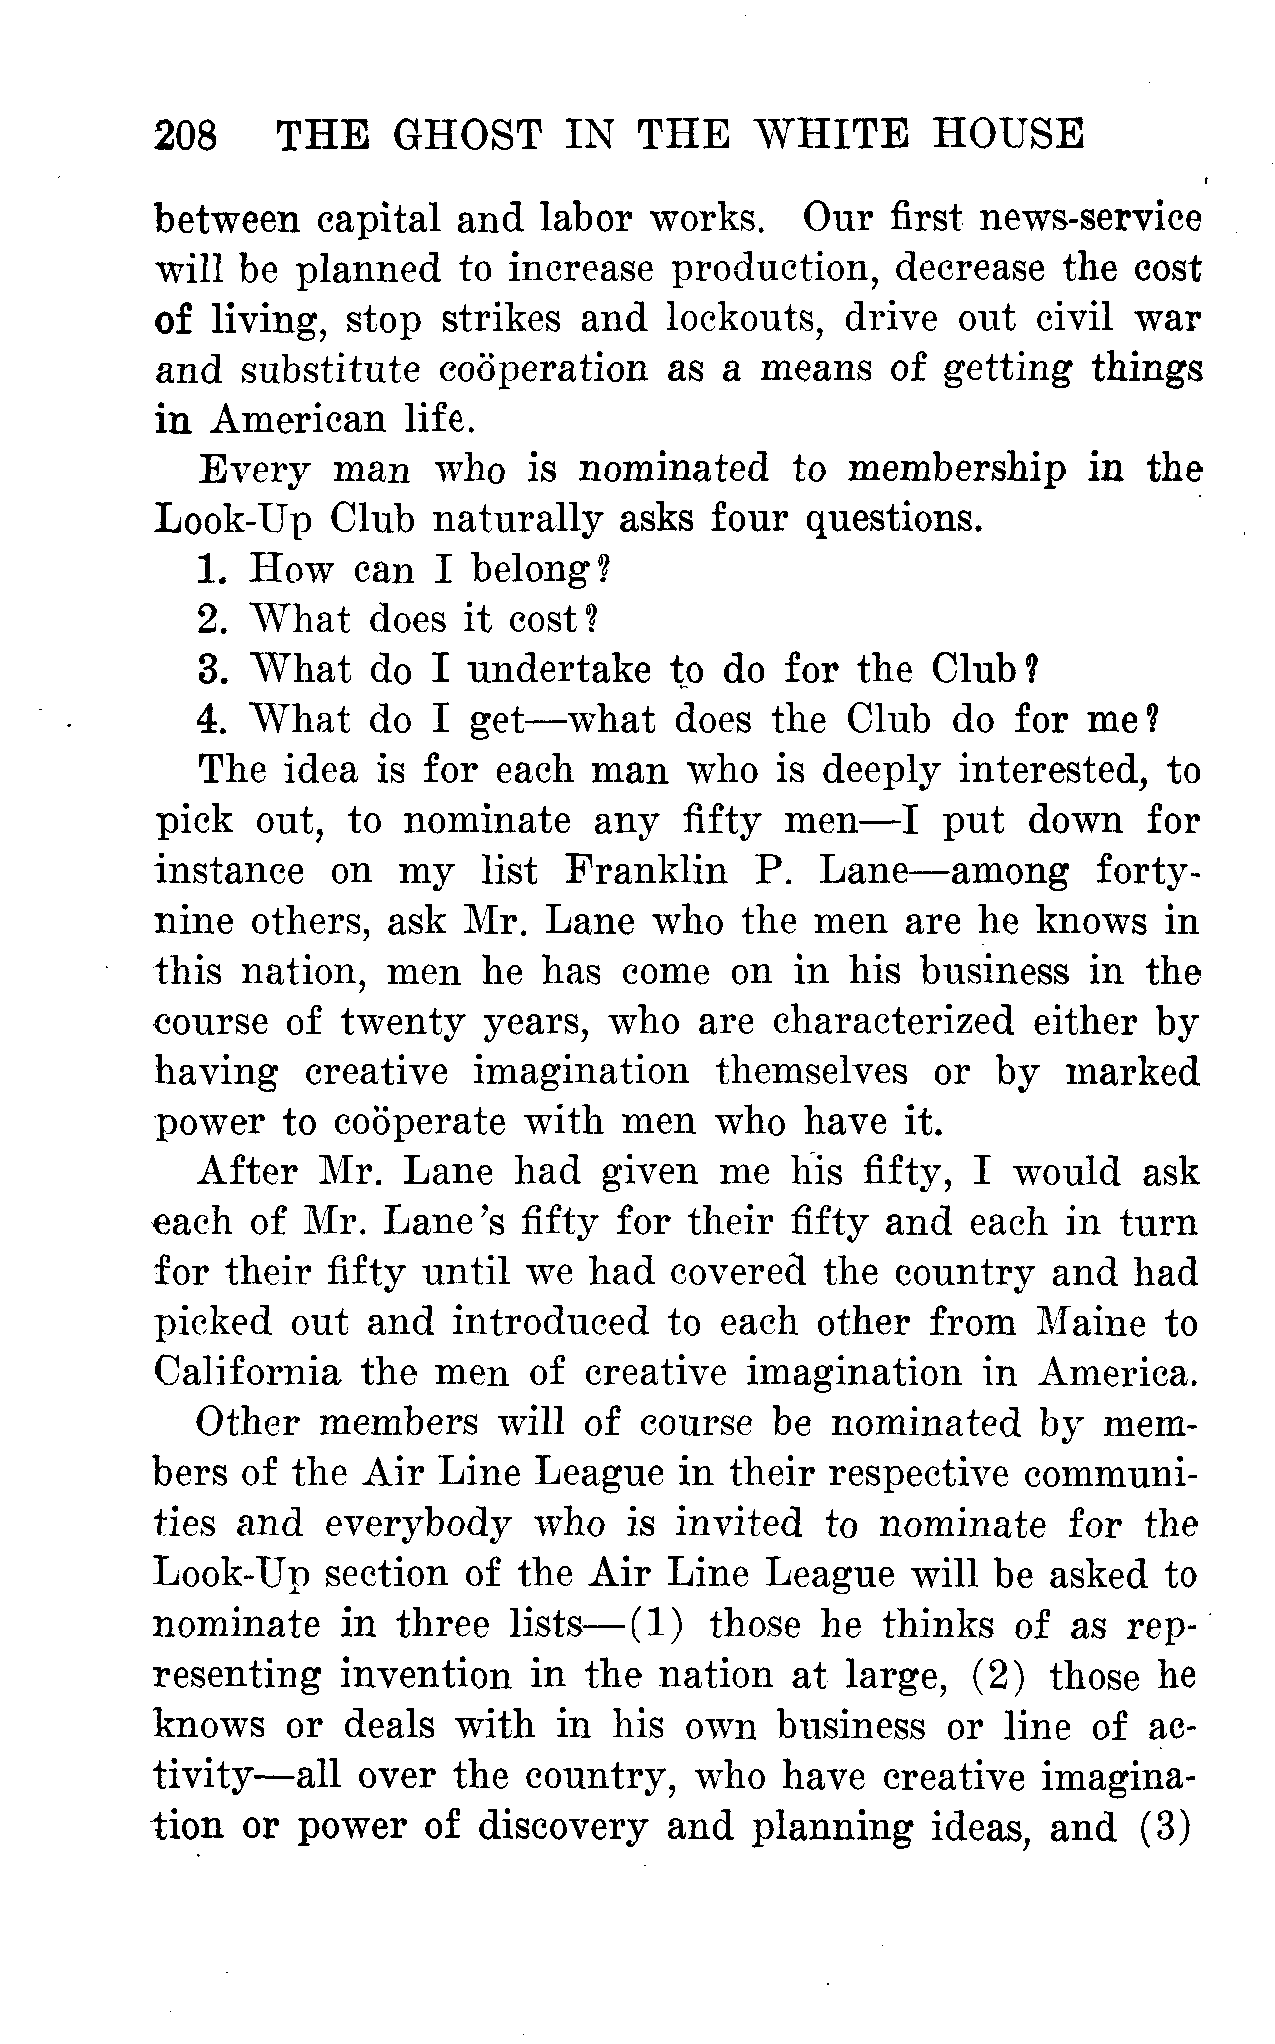 208 THE GHOST IN THE WHITE HOUSE
between capital and labor works. Our first news-service
will be planned to increase production, decrease the cost
of living, stop strikes and lockouts, drive out civil war
and substitute coöperation as a means of getting things
in American life.
Every man who is nominated to membership in the
Look-Up Club naturally asks four questions.
1. How can I belong?
2. What does it cost?
3. What do I undertake to do for the Club?
4. What do I get—what does the Club do for me?
The idea is for each man who is deeply interested, to
pick out, to nominate any fifty men—I put down for
instance on my list Franklin P. Lane—among forty-
nine others, ask Mr. Lane who the men are he knows in
this nation, men he has come on in his business in the
course of twenty years, who are characterized either by
having creative imagination themselves or by marked
power to coöperate with men who have it.
After Mr. Lane had given me his fifty, I would ask
each of Mr. Lane's fifty for their fifty and each in turn
for their fifty until we had covered the country and had
picked out and introduced to each other from Maine to
California the men of creative imagination in America.
Other members will of course be nominated by mem-
bers of the Air Line League in their respective communi-
ties and everybody who is invited to nominate for the
Look-Up section of the Air Line League will be asked to
nominate in three lists—(1) those he thinks of as rep-
resenting invention in the nation at large, (2) those he
knows or deals with in his own business or line of ac-
tivity—all over the country, who have creative imagina-
tion or power of discovery and planning ideas, and (3)